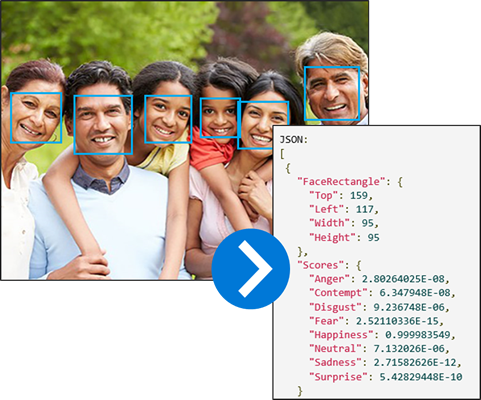 JSON:
[
{
"FaceRectangle": {
"Top": 159,
"Left": 117,
"Width": 95,
"Height": 95
},
"Scores": {
"Anger": 2.80264025E-08,
"Contempt": 6.347948E-08,
"Disgust": 9.236748E-06,
"Fear": 2.52110336E-15,
"Happiness": 0.999983549,
"Neutral": 7.132026E-06,
"Sadness": 2.71582626E-12,
"Surprise": 5.42829448E-10
}